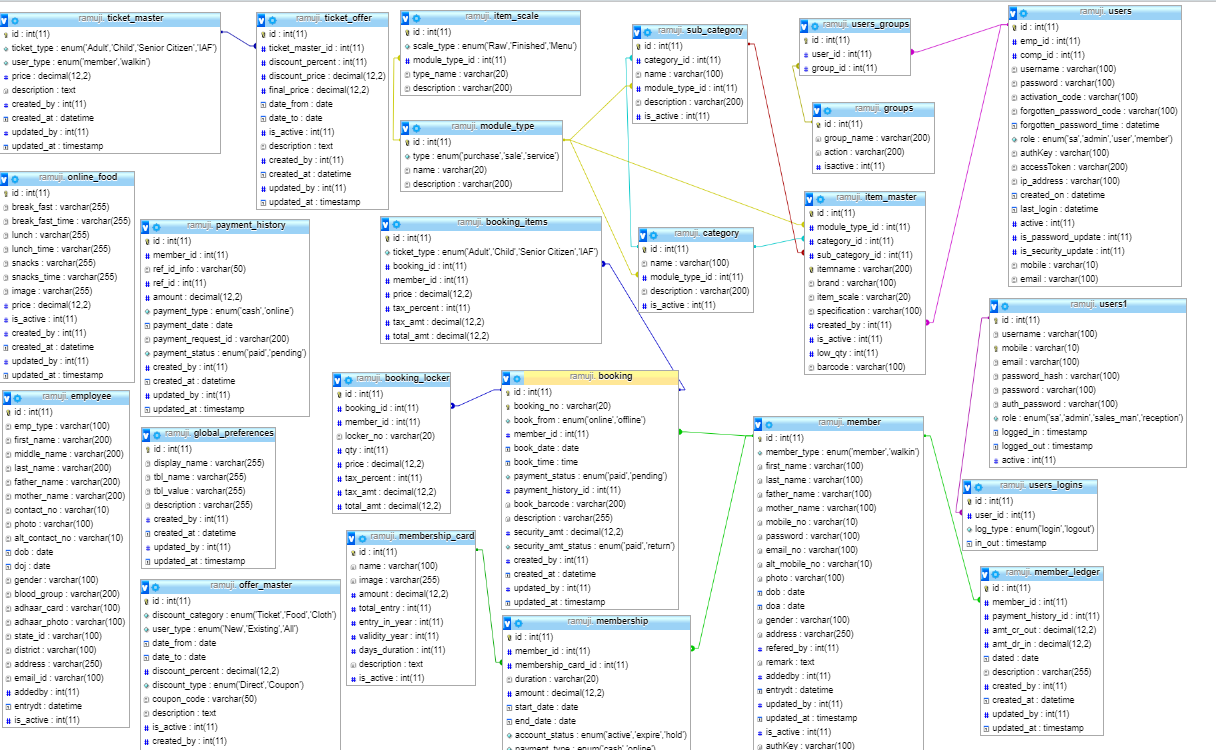 ramuji. ticket_master
id : int(11)
ticket_type : enum('Adult','Child','Senior Citizen','IAF')
user_type : enum('member','walkin')
price : decimal(12,2)
description : text
created_by : int(11)
created_at : datetime
updated_by : int(11)
updated_at : timestamp
ramuji. ticket_offer
id : int(11)
ticket_master_id : int(11)
discount_percent : int(11)
discount_price : decimal(12,2)
final_price : decimal(12,2)
date_from : date
date_to : date
is_active : int(11)
description : text
created_by : int(11)
created_at : datetime
updated_by : int(11)
updated_at : timestamp
ramuji. item_scale
id : int(11)
scale_type : enum('Raw','Finished','Menu')
module_type_id : int(11)
type_name : varchar(20)
description : varchar(200)
ramuji. module_type
id : int(11)
type : enum('purchase','sale','service')
name : varchar(20)
description : varchar(200)
ramuji. sub_category
id : int(11)
category_id : int(11)
name : varchar(100)
module_type_id : int(11)
description : varchar(200)
is_active : int(11)
ramuji. users_groups
id : int(11)
user_id : int(11)
group_id : int(11)
ramuji. groups
id : int(11)
group_name : varchar(200)
action : varchar(200)
isactive : int(11)
ramuji. users
id : int(11)
emp_id : int(11)
comp_id : int(11)
username : varchar(100)
password : varchar(100)
activation_code : varchar(100)
forgotten_password_code : varchar(100)
forgotten_password_time : datetime
role : enum('sa','admin','user','member')
authKey : varchar(100)
accessToken : varchar(200)
ip_address : varchar(100)
created_on : datetime
last_login : datetime
active : int(11)
is_password_update : int(11)
is_security_update : int(11)
mobile : varchar(10)
email : varchar(100)
ramuji. online_food
id : int(11)
break_fast : varchar(255)
break_fast_time : varchar(255)
lunch : varchar(255)
lunch_time : varchar(255)
snacks : varchar(255)
snacks_time : varchar(255)
image : varchar(255)
price : decimal(12,2)
is_active : int(11)
created_by : int(11)
created_at : datetime
updated_by : int(11)
updated_at : timestamp
ramuji. payment_history
id : int(11)
member_id : int(11)
ref_id_info : varchar(50)
ref_id : int(11)
amount : decimal(12,2)
payment_type : enum('cash','online')
payment_date : date
payment_request_id : varchar(200)
payment_status : enum('paid','pending')
created_by : int(11)
created_at : datetime
updated_by : int(11)
updated_at : timestamp
ramuji. booking_items
id : int(11)
ticket_type : enum('Adult','Child','Senior Citizen','IAF')
booking_id : int(11)
member_id : int(11)
price : decimal(12,2)
tax_percent : int(11)
tax_amt : decimal(12,2)
total_amt : decimal(12,2)
ramuji. category
id : int(11)
name : varchar(100)
module_type_id : int(11)
description : varchar(200)
is_active : int(11)
ramuji. item_master
id : int(11)
module_type_id : int(11)
category_id : int(11)
sub_category_id : int(11)
itemname : varchar(200)
brand : varchar(100)
item_scale : varchar(20)
specification : varchar(100)
created_by : int(11)
is_active : int(11)
low_qty : int(11)
barcode : varchar(100)
ramuji. users1
id : int(11)
username : varchar(100)
mobile : varchar(10)
email : varchar(100)
password_hash : varchar(100)
password : varchar(100)
auth_password : varchar(100)
role : enum('sa','admin','sales_man','reception')
logged_in : timestamp
logged_out : timestamp
active : int(11)
ramuji. employee
id : int(11)
emp_type : varchar(100)
first_name : varchar(200)
middle_name : varchar(200)
last_name : varchar(200)
father_name : varchar(200)
mother_name : varchar(200)
contact_no : varchar(10)
photo : varchar(100)
alt_contact_no : varchar(10)
dob : date
doj : date
gender : varchar(100)
blood_group : varchar(200)
adhaar_card : varchar(100)
adhaar_photo : varchar(100)
state_id : varchar(100)
district : varchar(100)
address : varchar(250)
email_id : varchar(100)
addedby : int(11)
entrydt : datetime
is_active : int(11)
ramuji. global_preferences
id : int(11)
display_name : varchar(255)
tbl_name : varchar(255)
tbl_value : varchar(255)
description : varchar(255)
created_by : int(11)
created_at : datetime
updated_by : int(11)
updated_at : timestamp
ramuji. offer_master
id : int(11)
discount_category : enum('Ticket','Food','Cloth')
user_type : enum('New','Existing','All')
date_from : date
date_to : date
discount_percent : decimal(12,2)
discount_type : enum('Direct','Coupon')
coupon_code : varchar(50)
description : text
is_active : int(11)
created_by : int(11)
ramuji. booking_locker
id : int(11)
booking_id : int(11)
member_id : int(11)
locker_no : varchar(20)
qty : int(11)
price : decimal(12,2)
tax_percent : int(11)
tax_amt : decimal(12,2)
total_amt : decimal(12,2)
ramuji. membership_card
id : int(11)
name : varchar(100)
image : varchar(255)
amount : decimal(12,2)
total_entry : int(11)
entry_in_year : int(11)
validity_year : int(11)
days_duration : int(11)
description : text
is_active : int(11)
ramuji. booking
id : int(11)
booking_no : varchar(20)
book_from : enum('online','offline')
member_id : int(11)
book_date : date
book_time : time
payment_status : enum('paid','pending')
payment_history_id : int(11)
book_barcode : varchar(200)
description : varchar(255)
security_amt : decimal(12,2)
security_amt_status : enum('paid','return')
created_by : int(11)
created_at : datetime
updated_by : int(11)
updated_at : timestamp
ramuji. membership
id : int(11)
member_id : int(11)
membership_card_id : int(11)
duration : varchar(20)
amount : decimal(12,2)
start_date : date
end_date : date
account_status : enum('active','expire','hold')
payment_type : enum('cash','online')
ramuji. member
id : int(11)
member_type : enum('member','walkin')
first_name : varchar(100)
last_name : varchar(100)
father_name : varchar(100)
mother_name : varchar(100)
mobile_no : varchar(10)
password : varchar(100)
email_no : varchar(100)
alt_mobile_no : varchar(10)
photo : varchar(100)
dob : date
doa : date
gender : varchar(100)
address : varchar(250)
refered_by : int(11)
remark : text
addedby : int(11)
entrydt : datetime
updated_by : int(11)
updated_at : timestamp
is_active : int(11)
authKey : varchar(100)
ramuji. users_logins
id : int(11)
user_id : int(11)
log_type : enum('login','logout')
in_out : timestamp
ramuji. member_ledger
id : int(11)
member_id : int(11)
payment_history_id : int(11)
amt_cr_out : decimal(12,2)
amt_dr_in : decimal(12,2)
dated : date
description : varchar(255)
created_by : int(11)
created_at : datetime
updated_by : int(11)
updated_at : timestamp